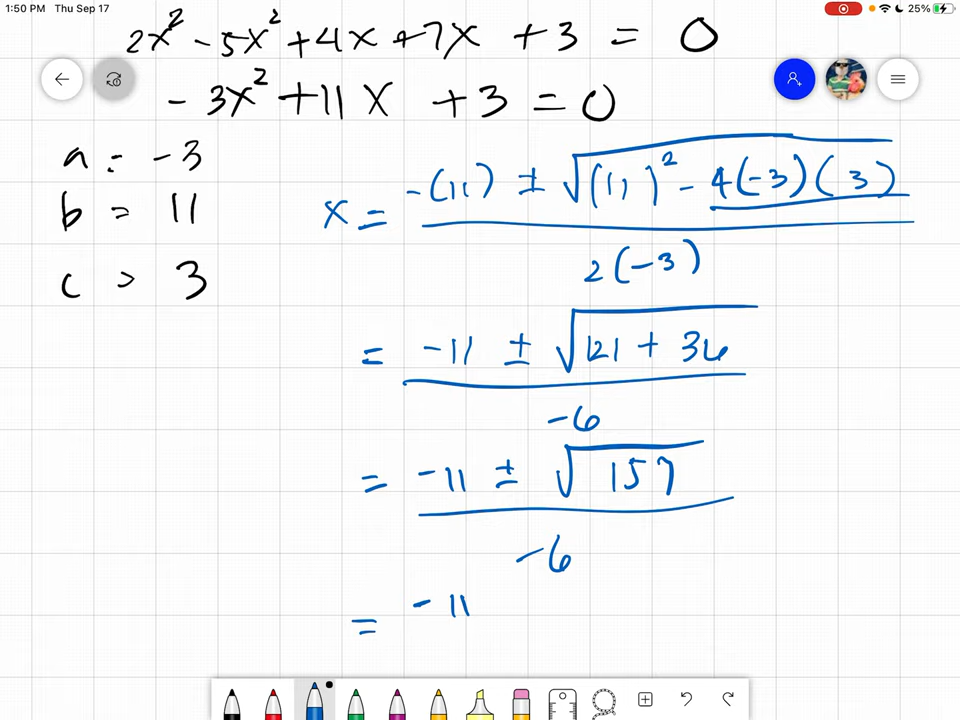 1:50 PM Thu Sep 17 25%
2x² - 5x² + 4x + 7x + 3 = 0
- 3x² + 11x + 3 = 0
a = -3
b = 11
c = 3
x = -(11) ± √(11)² - 4(-3)(3)
2(-3)
= -11 ± √121 + 36
-6
= -11 ± √157
-6
= -11